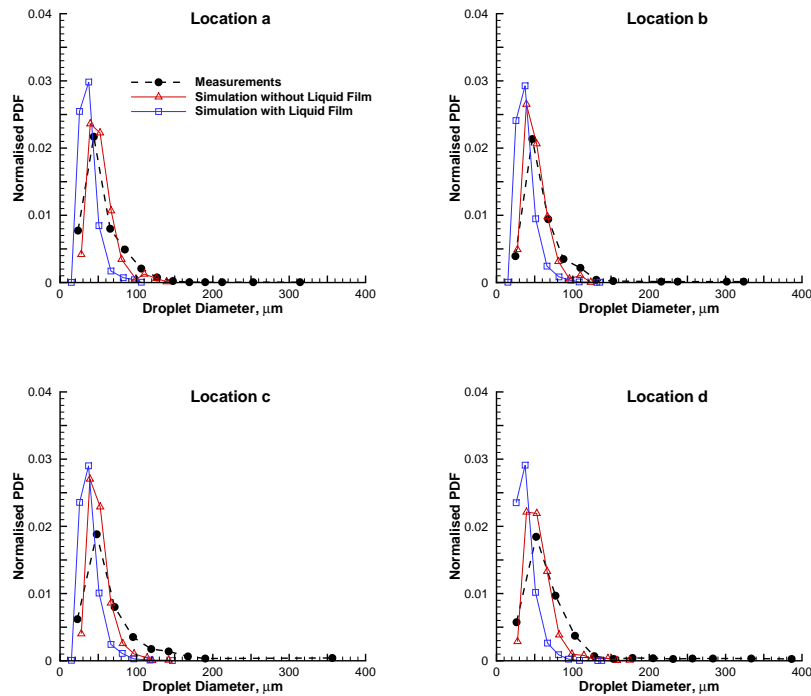 Location a
0.04
0.03
0.02
0.01
0
Normalised PDF
Measurements
Simulation without Liquid Film
Simulation with Liquid Film
0 100 200 300 400
Droplet Diameter, μm
Location b
0.04
0.03
0.02
0.01
0
Normalised PDF
0 100 200 300 400
Droplet Diameter, μm
Location c
0.04
0.03
0.02
0.01
0
Normalised PDF
0 100 200 300 400
Droplet Diameter, μm
Location d
0.04
0.03
0.02
0.01
0
Normalised PDF
0 100 200 300 400
Droplet Diameter, μm